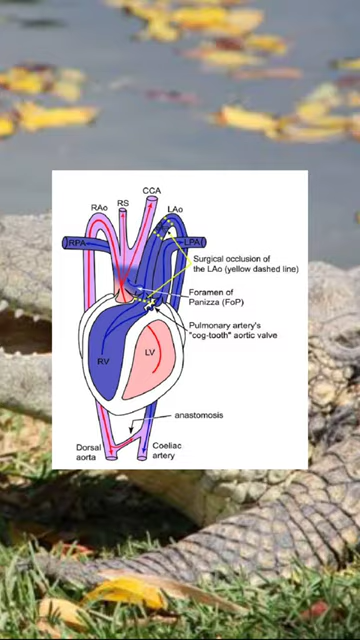 CCA
RAo RS LAo
RPA LPA
Surgical occlusion of
the LAo (yellow dashed line)
Foramen of
Panizza (FoP)
Pulmonary artery's
"cog-tooth" aortic valve
RV LV
anastomosis
Dorsal
aorta
Coeliac
artery